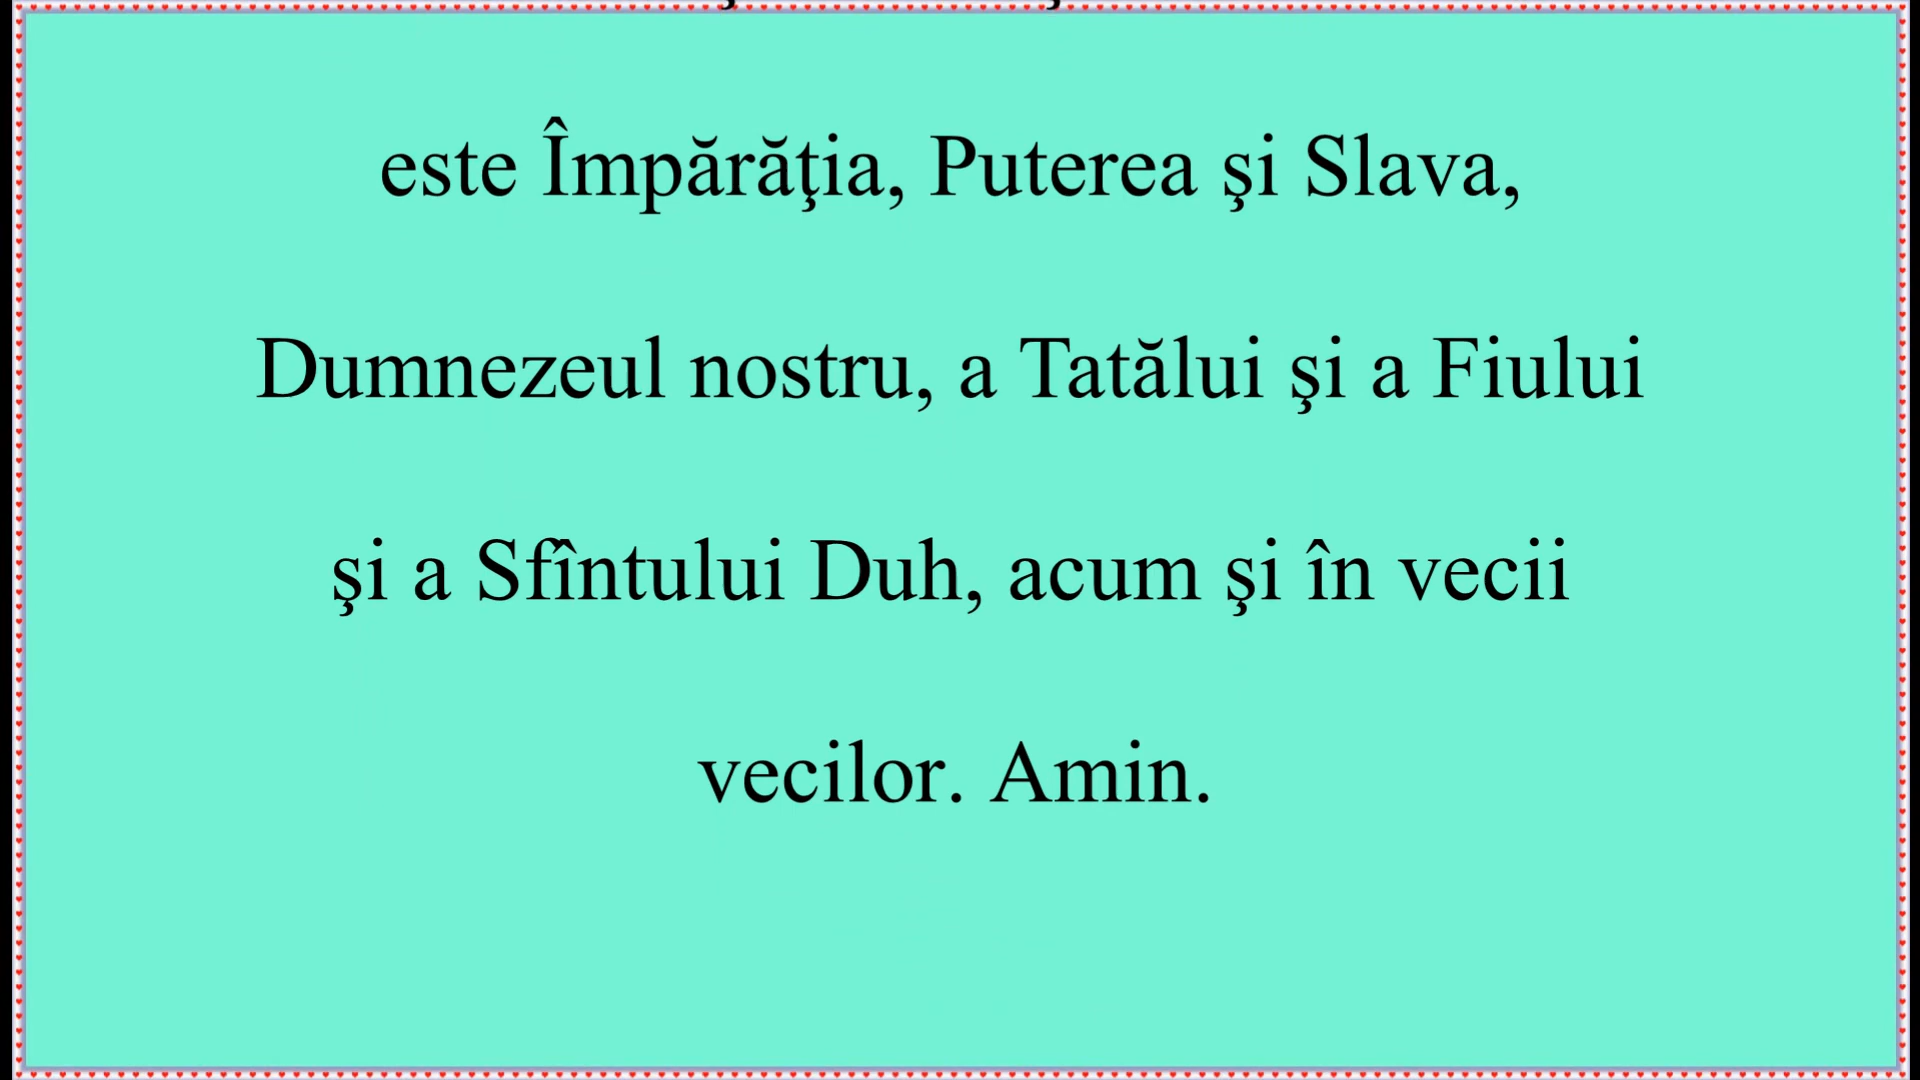 este Împărăţia, Puterea şi Slava,
Dumnezeul nostru, a Tatălui şi a Fiului
şi a Sfîntului Duh, acum şi în vecii
vecilor. Amin.